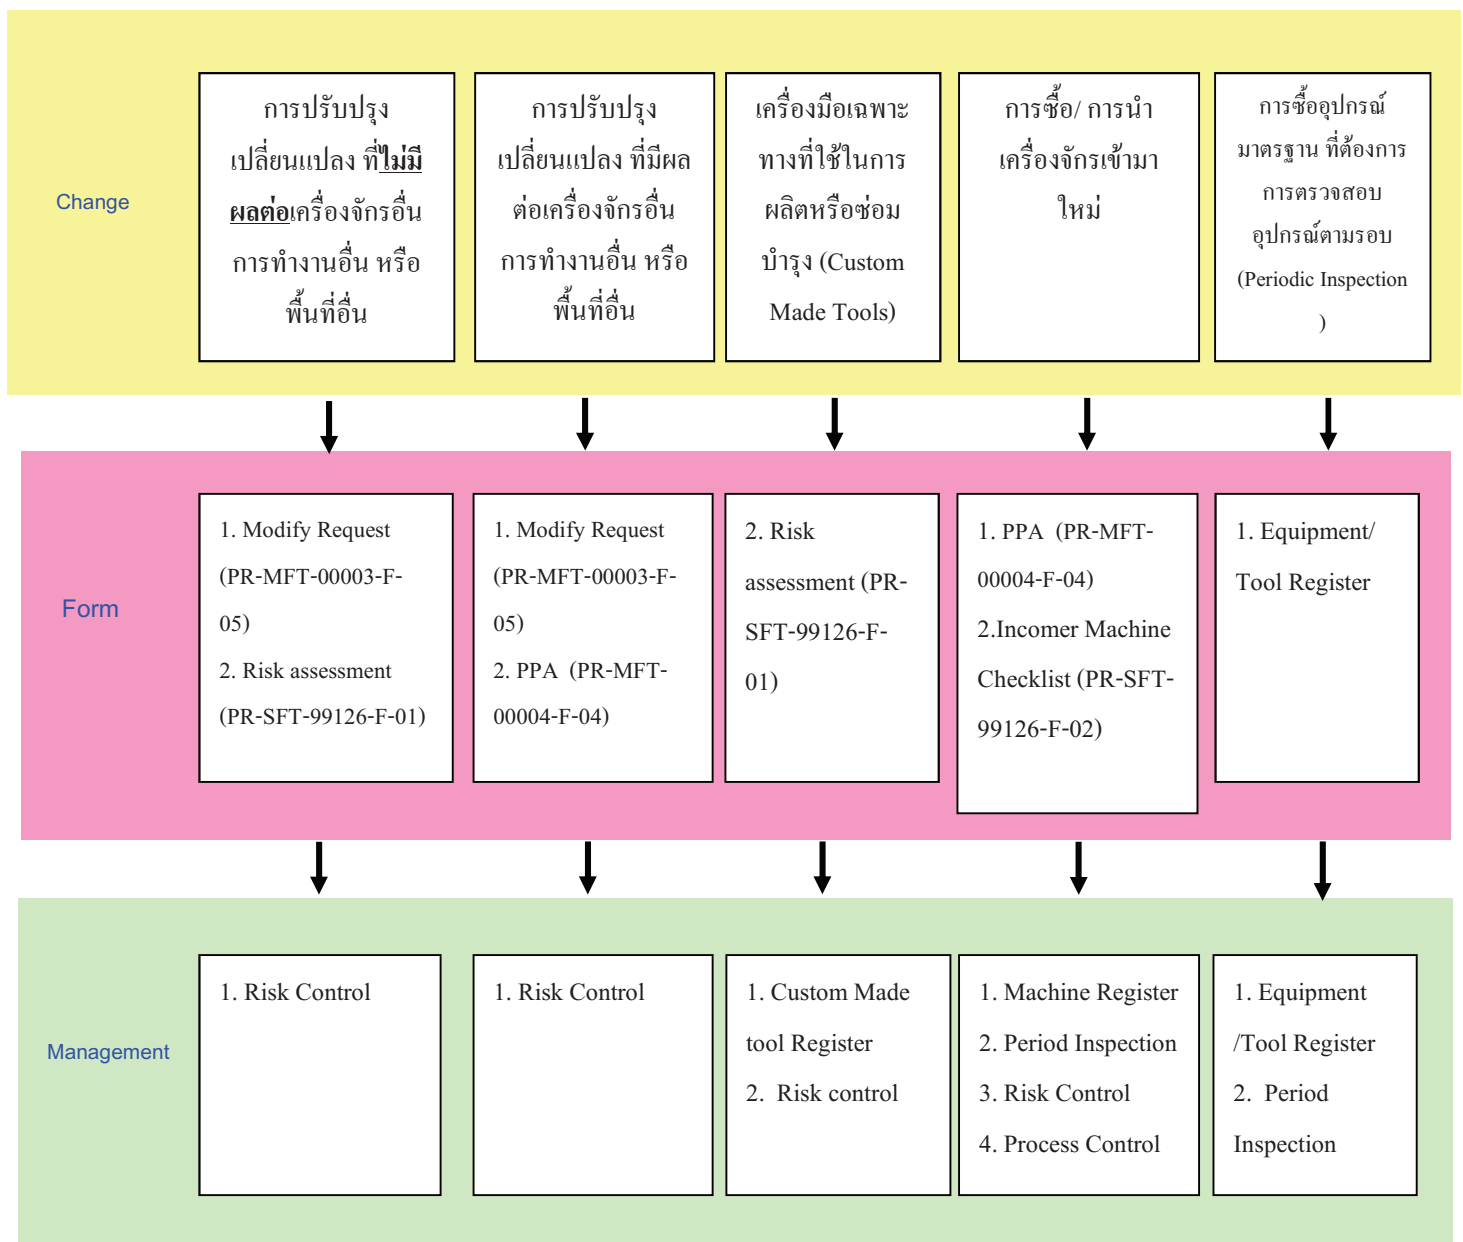 Change
การปรับปรุง
เปลี่ยนแปลง ที่ไม่มี
ผลต่อเครื่องจักรอื่น
การทำงานอื่น หรือ
พื้นที่อื่น
การปรับปรุง
เปลี่ยนแปลง ที่มีผล
ต่อเครื่องจักรอื่น
การทำงานอื่น หรือ
พื้นที่อื่น
เครื่องมือเฉพาะ
ทางที่ใช้ในการ
ผลิตหรือซ่อม
บำรุง (Custom
Made Tools)
การซื้อ/ การนำ
เครื่องจักรเข้ามา
ใหม่
การซื้ออุปกรณ์
มาตรฐาน ที่ต้องการ
การตรวจสอบ
อุปกรณ์ตามรอบ
(Periodic Inspection
)
Form
1. Modify Request
(PR-MFT-00003-F-
05)
2. Risk assessment
(PR-SFT-99126-F-01)
1. Modify Request
(PR-MFT-00003-F-
05)
2. PPA (PR-MFT-
00004-F-04)
2. Risk
assessment (PR-
SFT-99126-F-
01)
1. PPA (PR-MFT-
00004-F-04)
2.Incomer Machine
Checklist (PR-SFT-
99126-F-02)
1. Equipment/
Tool Register
Management
1. Risk Control
1. Risk Control
1. Custom Made
tool Register
2. Risk control
1. Machine Register
2. Period Inspection
3. Risk Control
4. Process Control
1. Equipment
/Tool Register
2. Period
Inspection